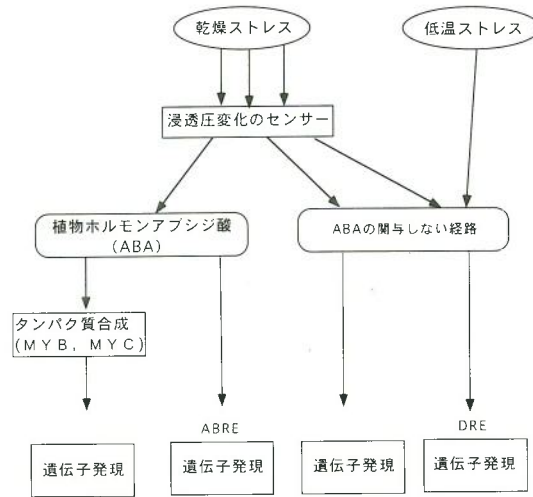 乾燥ストレス
低温ストレス
浸透圧変化のセンサー
植物ホルモンアブシジ酸
(ABA)
ABAの関与しない経路
タンパク質合成
(MYB, MYC)
ABRE
DRE
遺伝子発現
遺伝子発現
遺伝子発現
遺伝子発現